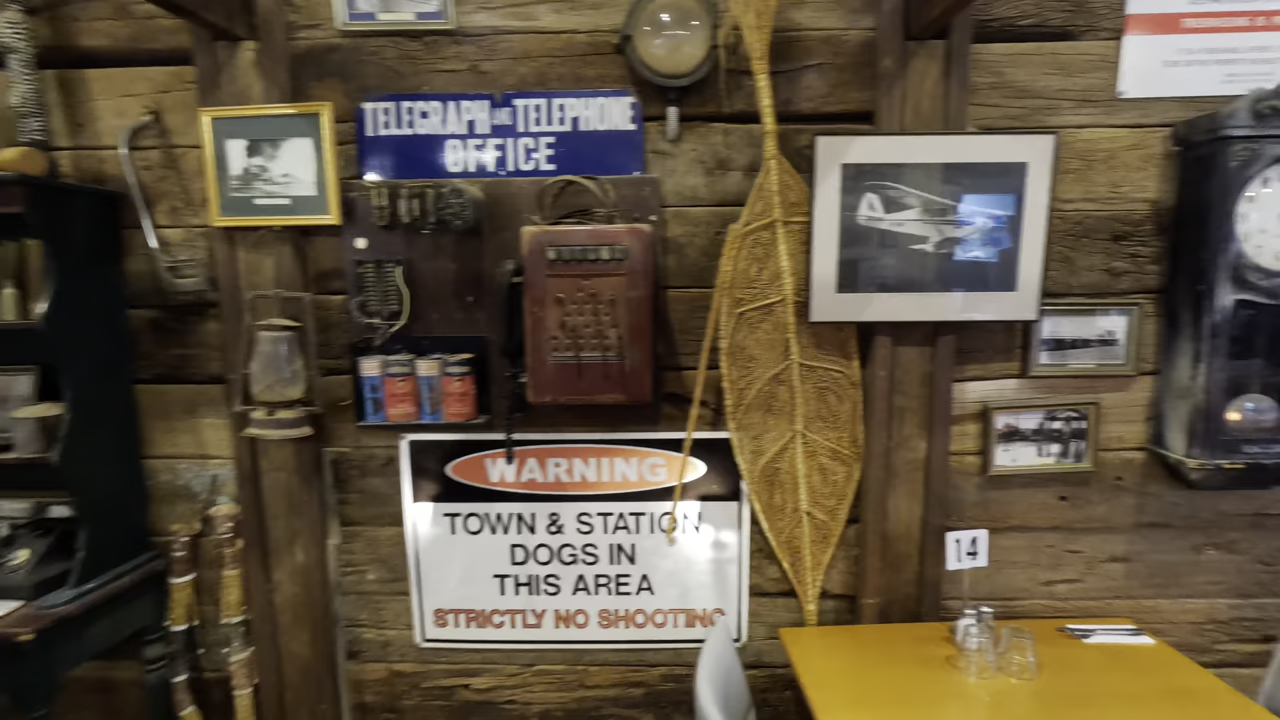 TELEGRAPH AND TELEPHONE
OFFICE
WARNING
TOWN & STATION
DOGS IN
THIS AREA
STRICTLY NO SHOOTING
14